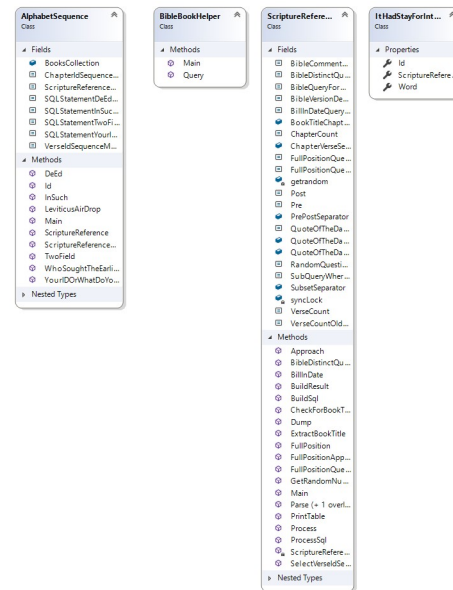 AlphabetSequence
Class
Fields
BooksCollection
ChapterIdSequence...
ScriptureReference...
SQLStatementDeEd...
SQLStatementInSuc...
SQLStatementTwoFi...
SQLStatementYourI...
VerseIdSequenceM...
Methods
DeEd
Id
InSuch
LeviticusAirDrop
Main
ScriptureReference
ScriptureReference...
TwoField
WhoSoughtTheEarli...
YourIDOrWhatDoYo...
Nested Types
BibleBookHelper
Class
Methods
Main
Query
ScriptureRefere...
Class
Fields
BibleComment...
BibleDistinctQu...
BibleQueryFor...
BibleVersionDe...
BillInDateQuery...
BookTitleChapt...
ChapterCount
ChapterVerseSe...
FullPositionQue...
FullPositionQue...
getrandom
Post
Pre
PrePostSeparator
QuoteOfTheDa...
QuoteOfTheDa...
QuoteOfTheDa...
RandomQuesti...
SubQueryWher...
SubsetSeparator
syncLock
VerseCount
VerseCountOld...
Methods
Approach
BibleDistinctQu...
BillInDate
BuildResult
BuildSql
CheckForBookT...
Dump
ExtractBookTitle
FullPosition
FullPositionApp...
FullPositionQue...
GetRandomNu...
Main
Parse (+ 1 overl...
PrintTable
Process
ProcessSql
ScriptureRefere...
SelectVerseIdSe...
Nested Types
ItHadStayForInt...
Class
Properties
Id
ScriptureRefere...
Word